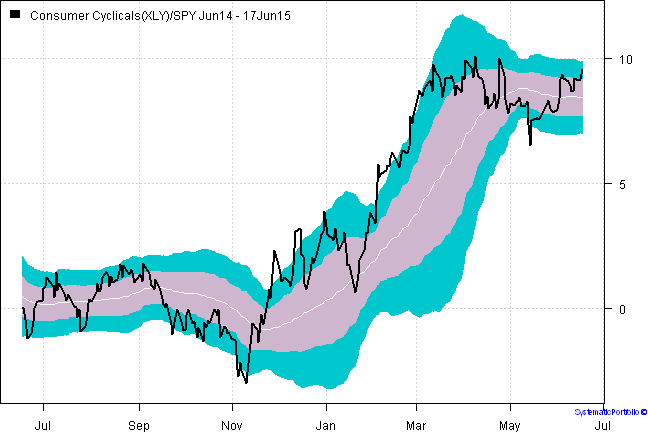 Consumer Cyclicals(XLY)/SPY Jun14 - 17Jun15
10
5
0
SystematicPortfolio ©
Jul Sep Nov Jan Mar May Jul